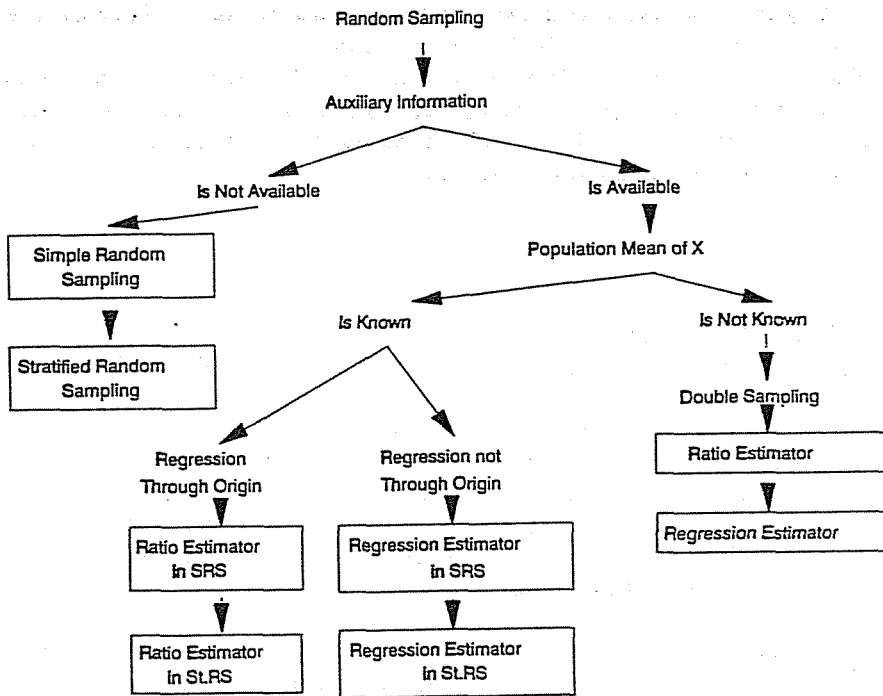 Random Sampling
Auxiliary Information
Is Not Available
Is Available
Simple Random
Sampling
Population Mean of X
Is Known
Is Not Known
Stratified Random
Sampling
Double Sampling
Regression
Through Origin
Regression not
Through Origin
Ratio Estimator
Ratio Estimator
in SRS
Regression Estimator
in SRS
Regression Estimator
Ratio Estimator
in St.RS
Regression Estimator
in St.RS